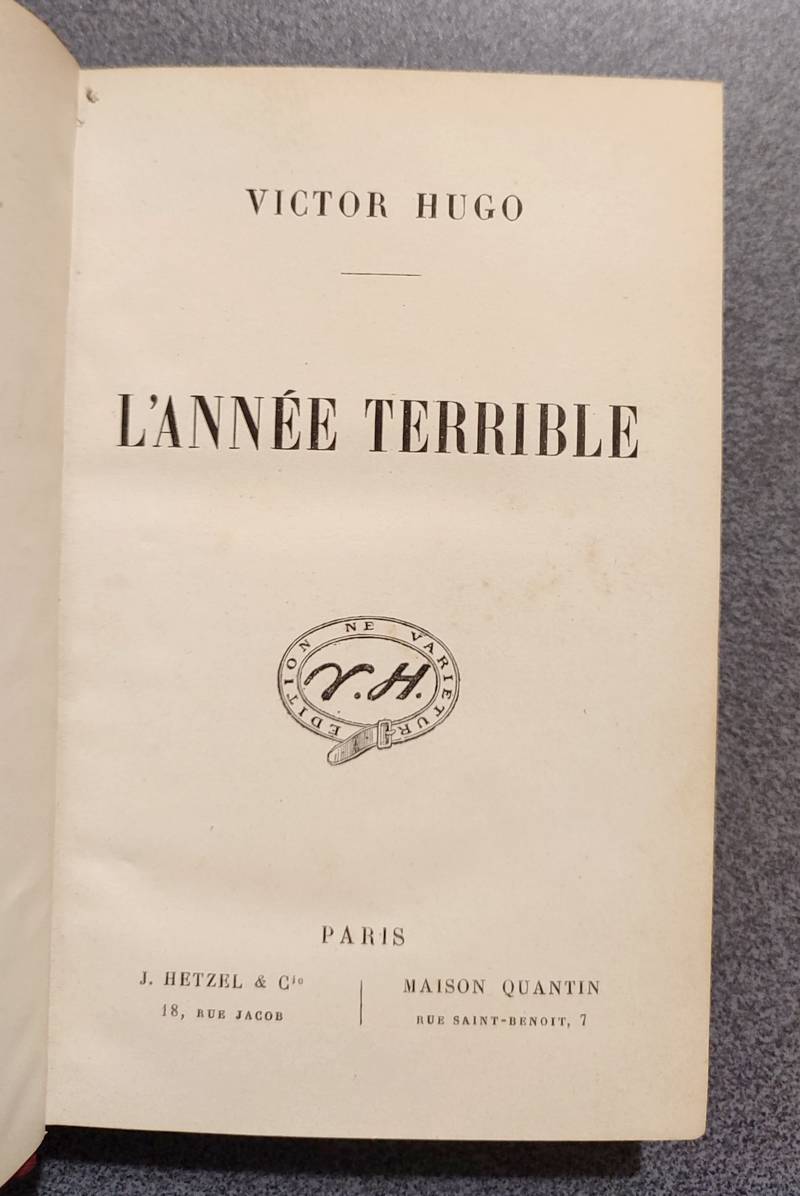 VICTOR HUGO
L'ANNÉE TERRIBLE
EDITION NE VARIETUR
V.H.
PARIS
J. HETZEL & Cie
18, RUE JACOB
MAISON QUANTIN
RUE SAINT-BENOIT, 7